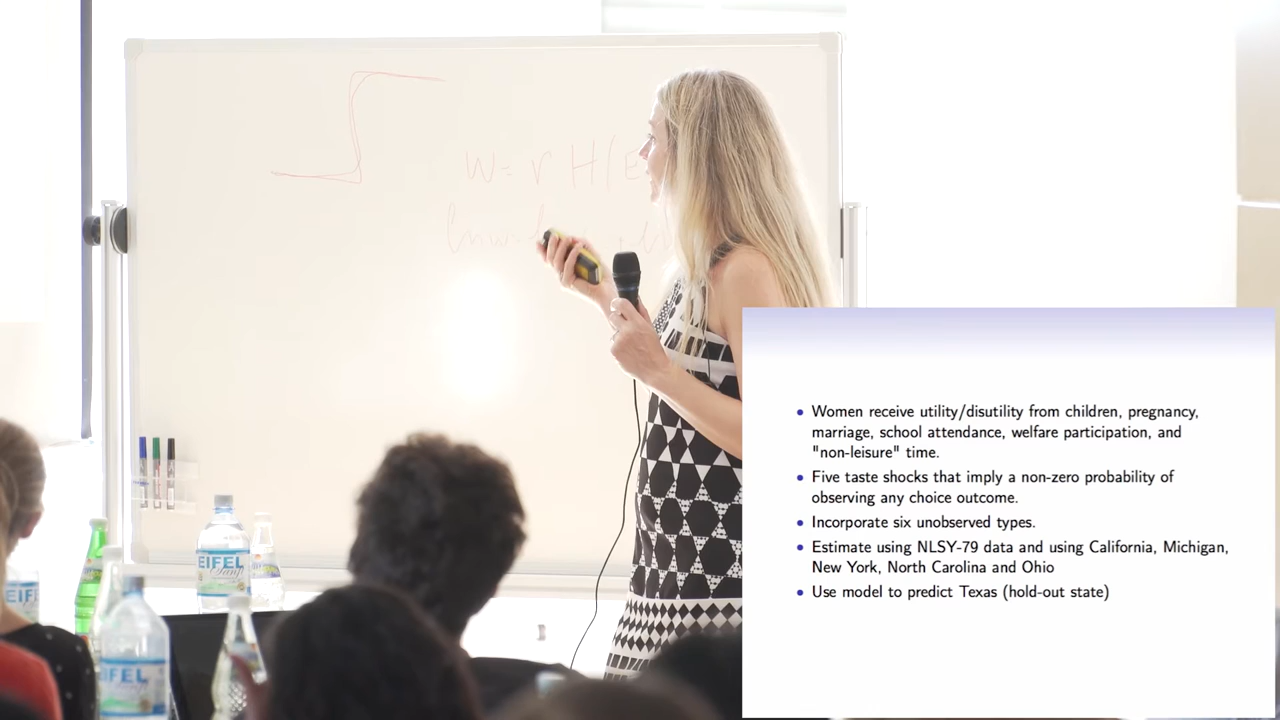 w = r H(E
ln w =
EIFEL
EIFEL
EIFEL
• Women receive utility/disutility from children, pregnancy,
marriage, school attendance, welfare participation, and
"non-leisure" time.
• Five taste shocks that imply a non-zero probability of
observing any choice outcome.
• Incorporate six unobserved types.
• Estimate using NLSY-79 data and using California, Michigan,
New York, North Carolina and Ohio
• Use model to predict Texas (hold-out state)